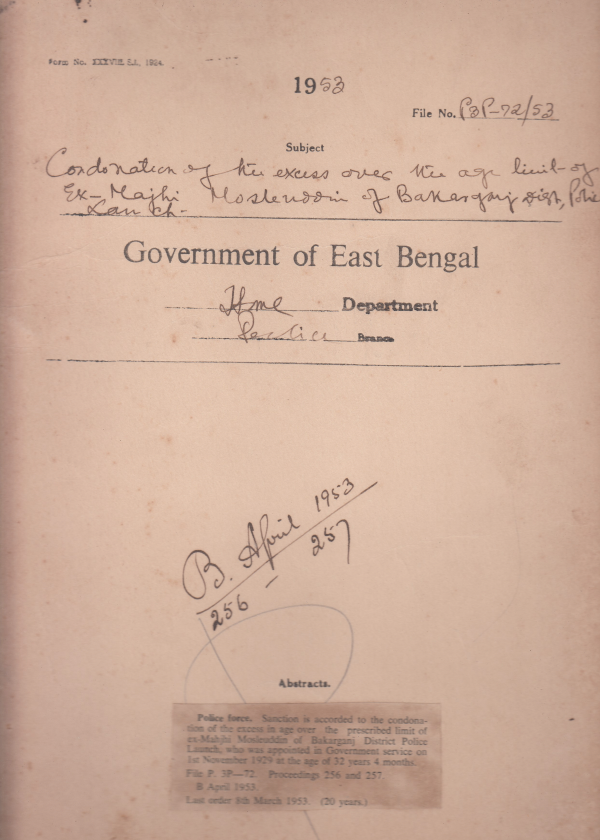 Form No. XXXVIII S.I., 1924.
1953
File No. P3P-72/53
Subject
Condonation of the excess over the age limit of
Ex-Majhi Mosleuddin of Bakarganj Dist, Police
Launch.
Government of East Bengal
Home Department
Police Branch
B. April 1953
256 - 257
Abstracts.
Police force. Sanction is accorded to the condona-
tion of the excess in age over the prescribed limit of
ex-Mahjhi Mosleuddin of Bakarganj District Police
Launch, who was appointed in Government service on
1st November 1929 at the age of 32 years 4 months.
File P. 3P—72. Proceedings 256 and 257.
B April 1953.
Last order 8th March 1953. (20 years.)